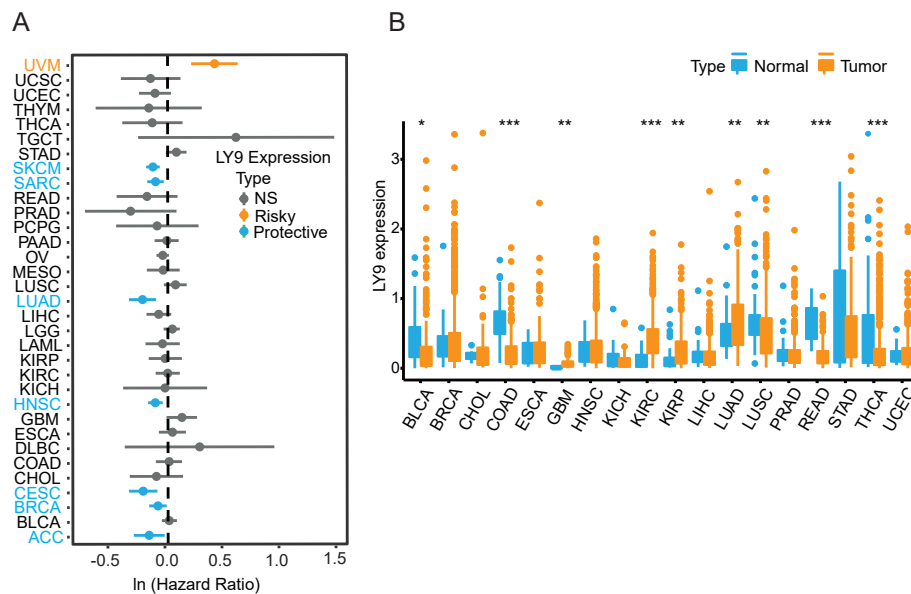 A
UVM
UCSC
UCEC
THYM
THCA
TGCT
STAD
SKCM
SARC
READ
PRAD
PCPG
PAAD
OV
MESO
LUSC
LUAD
LIHC
LGG
LAML
KIRP
KIRC
KICH
HNSC
GBM
ESCA
DLBC
COAD
CHOL
CESC
BRCA
BLCA
ACC
LY9 Expression
Type
NS
Risky
Protective
-0.5 0.0 0.5 1.0 1.5
ln (Hazard Ratio)
B
Type Normal Tumor
* *** ** *** ** ** ** *** ***
3
2
1
0
LY9 expression
BLCA BRCA CHOL COAD ESCA GBM HNSC KICH KIRC KIRP LIHC LUAD LUSC PRAD READ STAD THCA UCEC